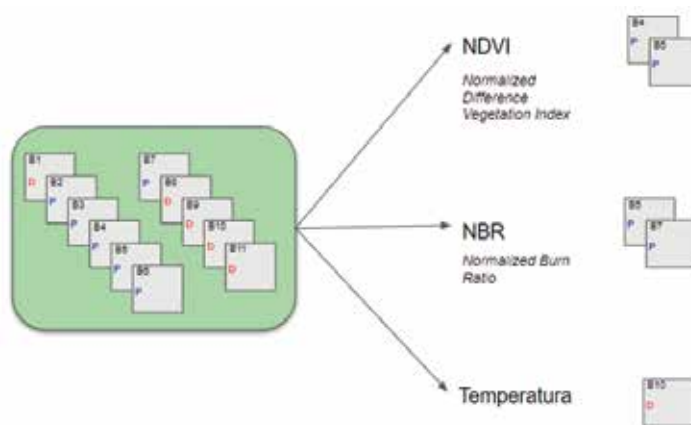 B1
D
B2
P
B3
P
B4
P
B5
P
B6
P
B7
P
B8
D
B9
D
B10
D
B11
D
NDVI
Normalized
Difference
Vegetation Index
B4
P
B5
P
NBR
Normalized Burn
Ratio
B5
P
B7
P
Temperatura
B10
D